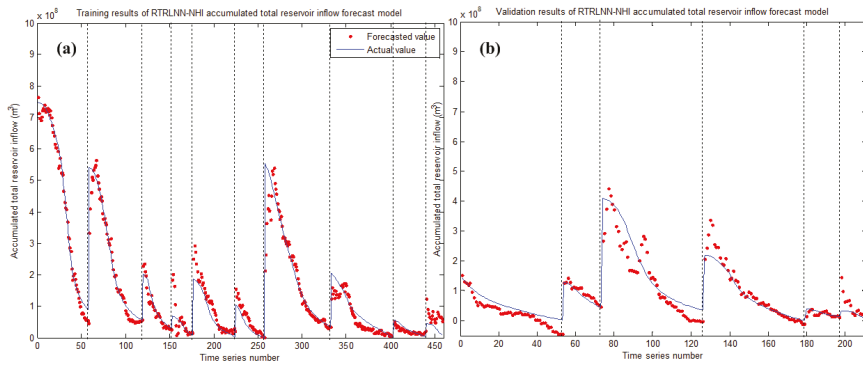 Training results of RTRLNN-NHI accumulated total reservoir inflow forecast model
x 10^8
(a)
Forecasted value
Actual value
Accumulated total reservoir inflow (m^3)
10
9
8
7
6
5
4
3
2
1
0
0 50 100 150 200 250 300 350 400 450
Time series number
Validation results of RTRLNN-NHI accumulated total reservoir inflow forecast model
x 10^8
(b)
Accumulated total reservoir inflow (m^3)
10
9
8
7
6
5
4
3
2
1
0
0 20 40 60 80 100 120 140 160 180 200
Time series number